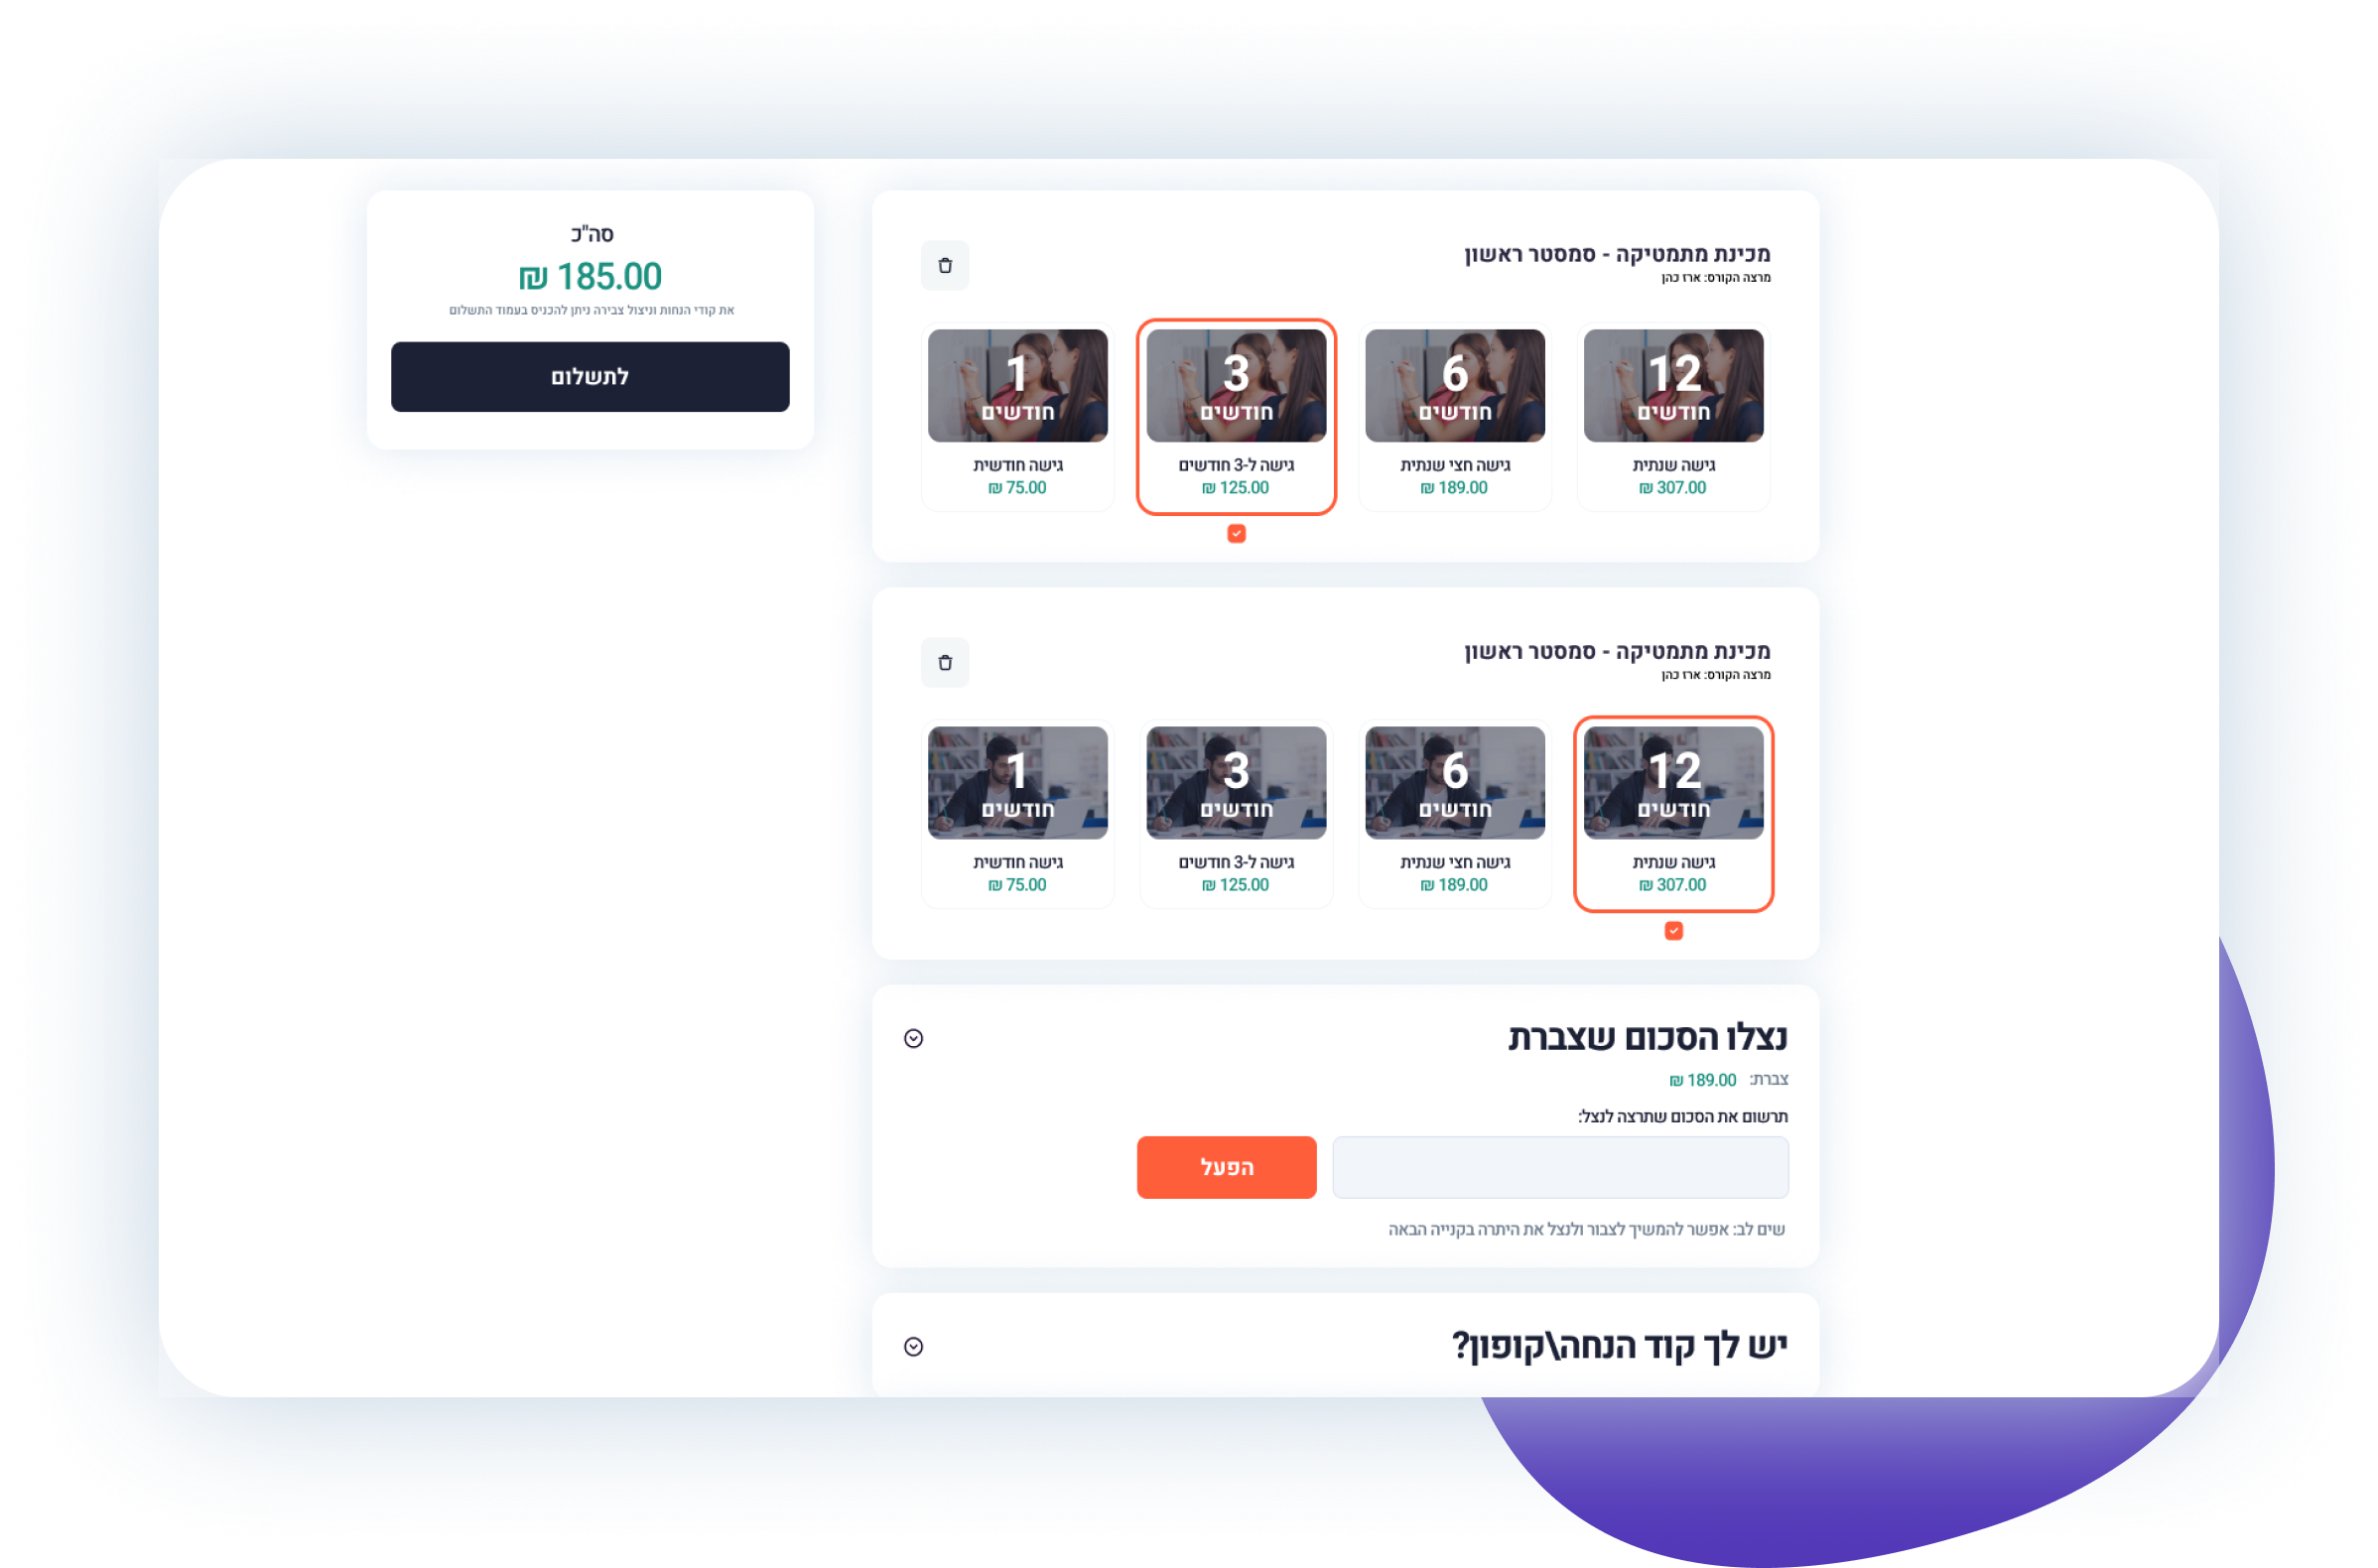 מכינת מתמטיקה - סמסטר ראשון
מרצה הקורס: ארז כהן
12
חודשים
גישה שנתית
307.00 ₪
6
חודשים
גישה חצי שנתית
189.00 ₪
3
חודשים
גישה ל-3 חודשים
125.00 ₪
1
חודשים
גישה חודשית
75.00 ₪
מכינת מתמטיקה - סמסטר ראשון
מרצה הקורס: ארז כהן
12
חודשים
גישה שנתית
307.00 ₪
6
חודשים
גישה חצי שנתית
189.00 ₪
3
חודשים
גישה ל-3 חודשים
125.00 ₪
1
חודשים
גישה חודשית
75.00 ₪
נצלו הסכום שצברת
צברת: 189.00 ₪
תרשום את הסכום שתרצה לנצל:
הפעל
שים לב: אפשר להמשיך לצבור ולנצל את היתרה בקנייה הבאה
יש לך קוד הנחה\קופון?
סה"כ
185.00 ₪
את קודי הנחות וניצול צבירה ניתן להכניס בעמוד התשלום
לתשלום